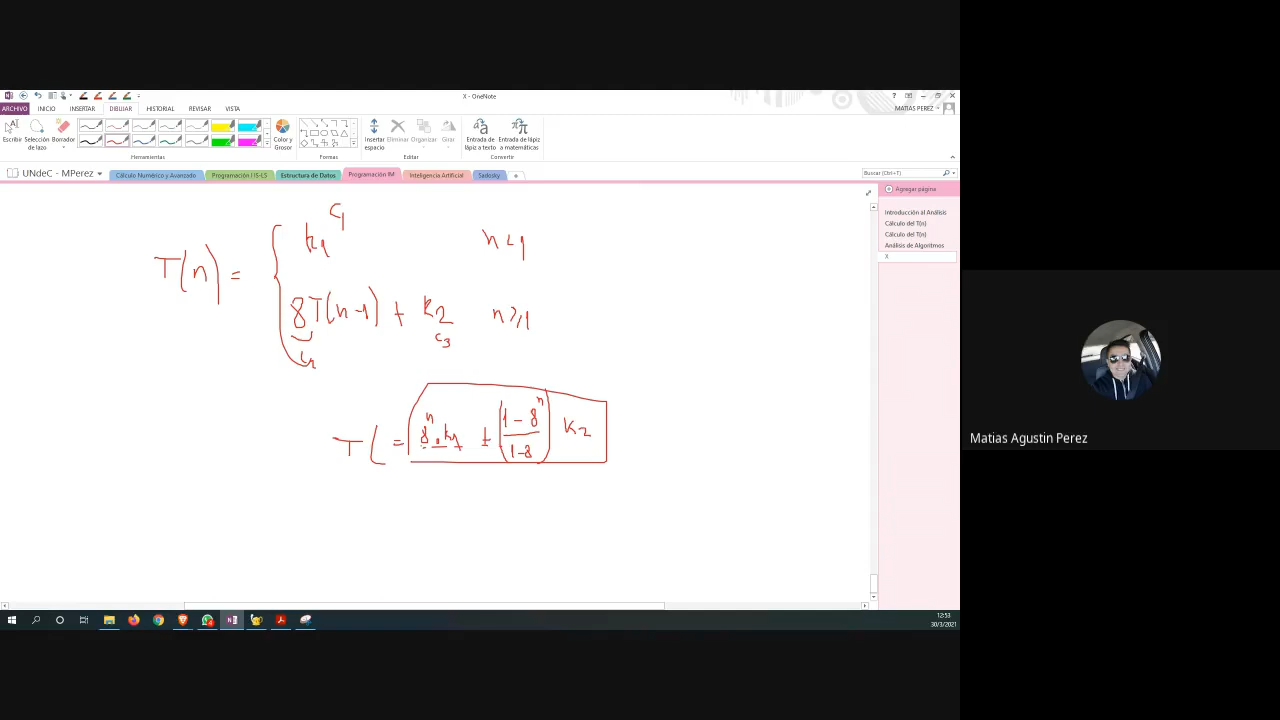 X - OneNote
ARCHIVO INICIO INSERTAR DIBUJAR HISTORIAL REVISAR VISTA
MATIAS PEREZ
Escribir Selección de lazo Borrador Color y Grosor Insertar espacio Eliminar Organizar Girar Entrada de lápiz a texto Entrada de lápiz a matemáticas
Herramientas Formas Editar Convertir
UNdeC - MPerez Cálculo Numérico y Avanzado Programación I IS-LS Estructura de Datos Programación IM Inteligencia Artificial Sarlosky Buscar (Ctrl+T)
Agregar página
Introducción al Análisis
Cálculo del T(n)
Cálculo del T(n)
Análisis de Algoritmos
X
c1
k1 n < 1
T(n) =
8T(n-1) + k2 n ≥ 1
c2 c3
T( = 8^n . k1 + (1 - 8^n / 1-8) k2
Matias Agustin Perez
12:53
30/3/2021